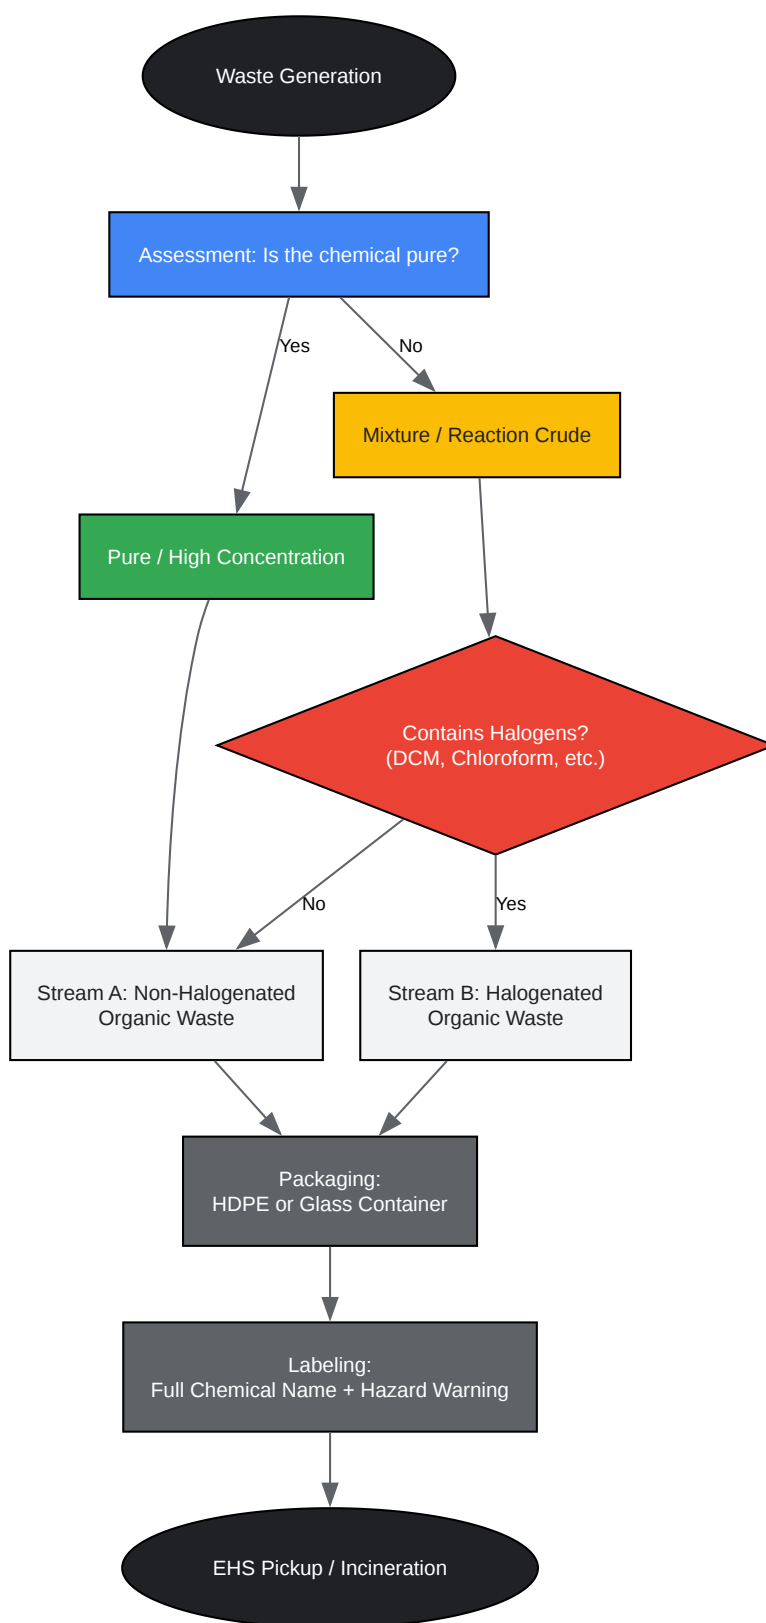 Waste Generation
Assessment: Is the chemical pure?
Yes
No
Mixture / Reaction Crude
Pure / High Concentration
Contains Halogens?
(DCM, Chloroform, etc.)
No
Yes
Stream A: Non-Halogenated
Organic Waste
Stream B: Halogenated
Organic Waste
Packaging:
HDPE or Glass Container
Labeling:
Full Chemical Name + Hazard Warning
EHS Pickup / Incineration